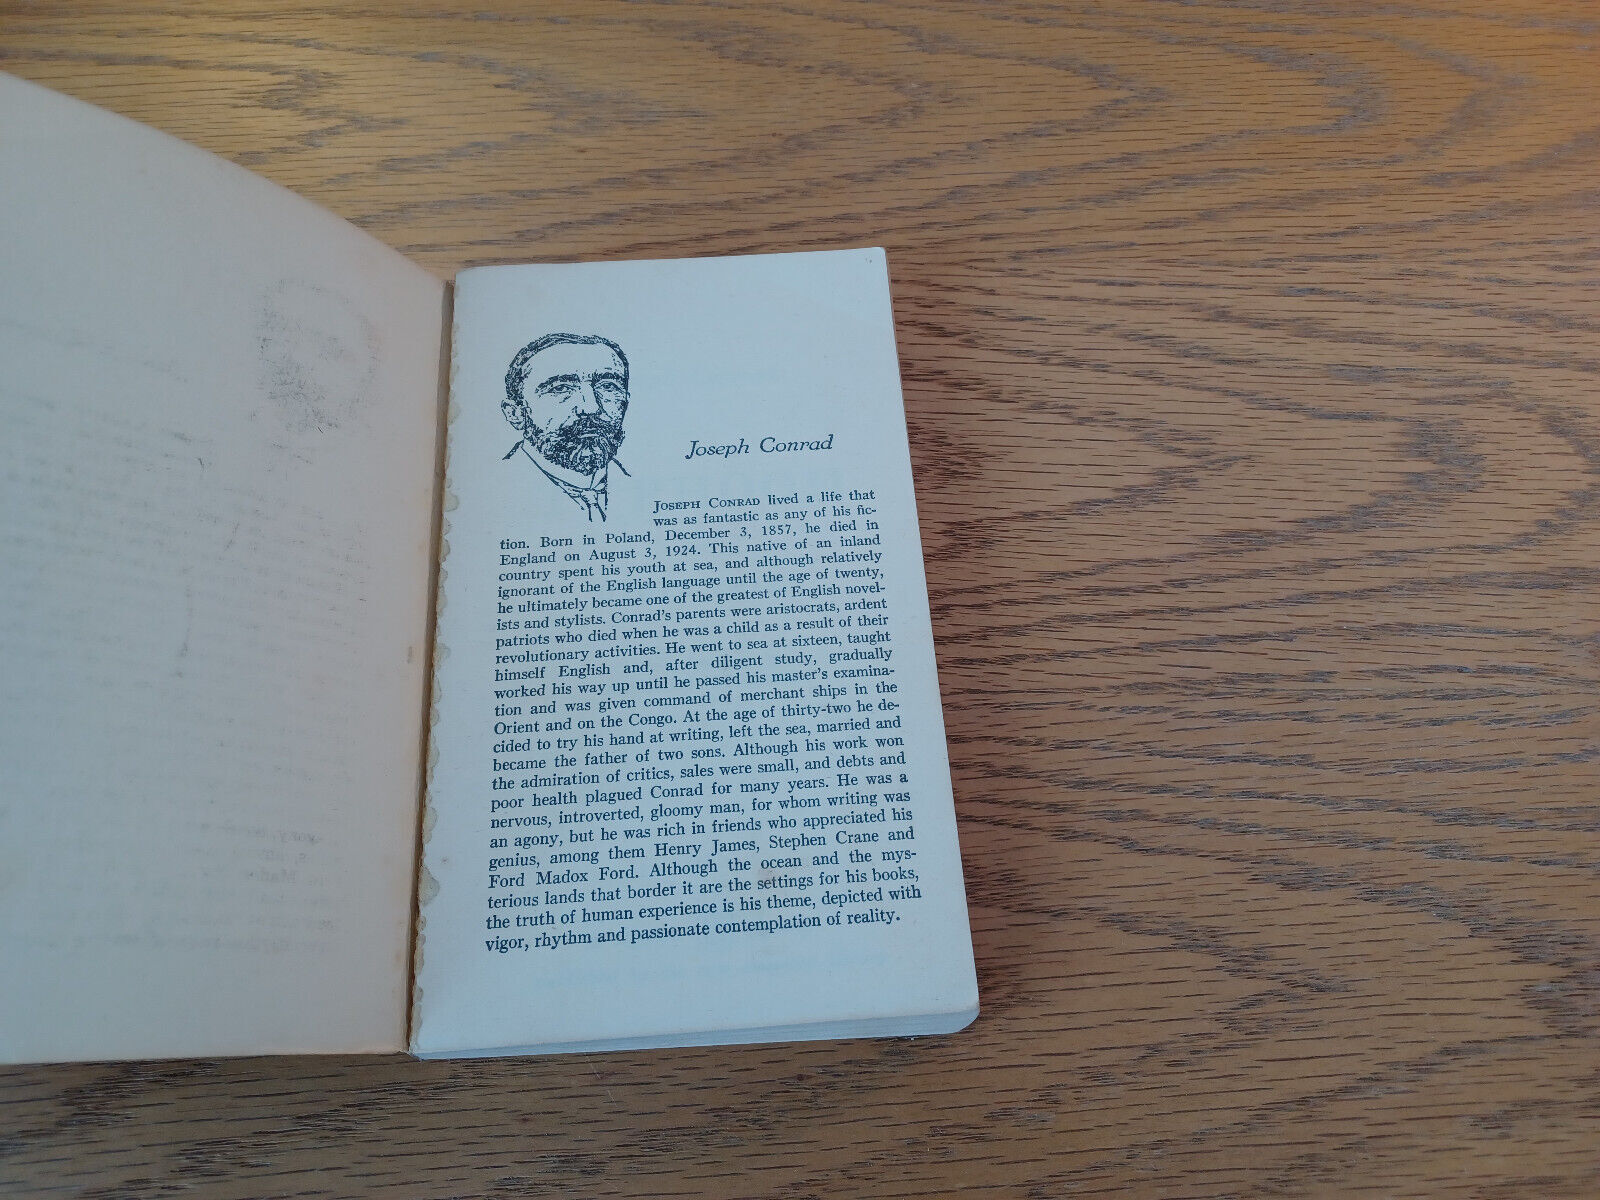 Joseph Conrad
JOSEPH CONRAD lived a life that
was as fantastic as any of his fic-
tion. Born in Poland, December 3, 1857, he died in
England on August 3, 1924. This native of an inland
country spent his youth at sea, and although relatively
ignorant of the English language until the age of twenty,
he ultimately became one of the greatest of English novel-
ists and stylists. Conrad's parents were aristocrats, ardent
patriots who died when he was a child as a result of their
revolutionary activities. He went to sea at sixteen, taught
himself English and, after diligent study, gradually
worked his way up until he passed his master's examina-
tion and was given command of merchant ships in the
Orient and on the Congo. At the age of thirty-two he de-
cided to try his hand at writing, left the sea, married and
became the father of two sons. Although his work won
the admiration of critics, sales were small, and debts and
poor health plagued Conrad for many years. He was a
nervous, introverted, gloomy man, for whom writing was
an agony, but he was rich in friends who appreciated his
genius, among them Henry James, Stephen Crane and
Ford Madox Ford. Although the ocean and the mys-
terious lands that border it are the settings for his books,
the truth of human experience is his theme, depicted with
vigor, rhythm and passionate contemplation of reality.